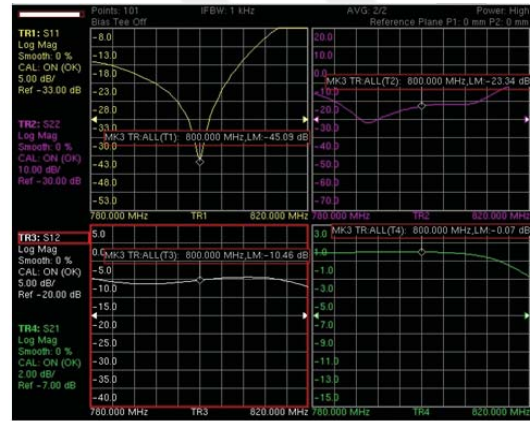 Points: 101 IFBW: 1 kHz AVG: 2/2 Power: High
Bias Tee Off Reference Plane P1: 0 mm P2: 0 mm
TR1: S11
Log Mag
Smooth: 0 %
CAL: ON (OK)
5.00 dB/
Ref -33.00 dB
TR2: S22
Log Mag
Smooth: 0 %
CAL: ON (OK)
10.00 dB/
Ref -30.00 dB
TR3: S12
Log Mag
Smooth: 0 %
CAL: ON (OK)
5.00 dB/
Ref -20.00 dB
TR4: S21
Log Mag
Smooth: 0 %
CAL: ON (OK)
2.00 dB/
Ref -7.00 dB
-8.0
-13.0
-18.0
-23.0
-28.0
MK3 TR:ALL(T1): 800.000 MHz,LM:-45.09 dB
-43.0
-48.0
-53.0
780.000 MHz TR1 820.000 MHz
20.0
10.0
MK3 TR:ALL(T2): 800.000 MHz,LM:-23.34 dB
-10.0
-20.0
-30.0
-40.0
-50.0
-60.0
-70.0
780.000 MHz TR2 820.000 MHz
5.0
0.0
MK3 TR:ALL(T3): 800.000 MHz,LM:-10.46 dB
-5.0
-10.0
-15.0
-20.0
-25.0
-30.0
-35.0
-40.0
780.000 MHz TR3 820.000 MHz
3.0
MK3 TR:ALL(T4): 800.000 MHz,LM:-0.07 dB
1.0
-1.0
-3.0
-5.0
-7.0
-9.0
-11.0
-13.0
-15.0
780.000 MHz TR4 820.000 MHz